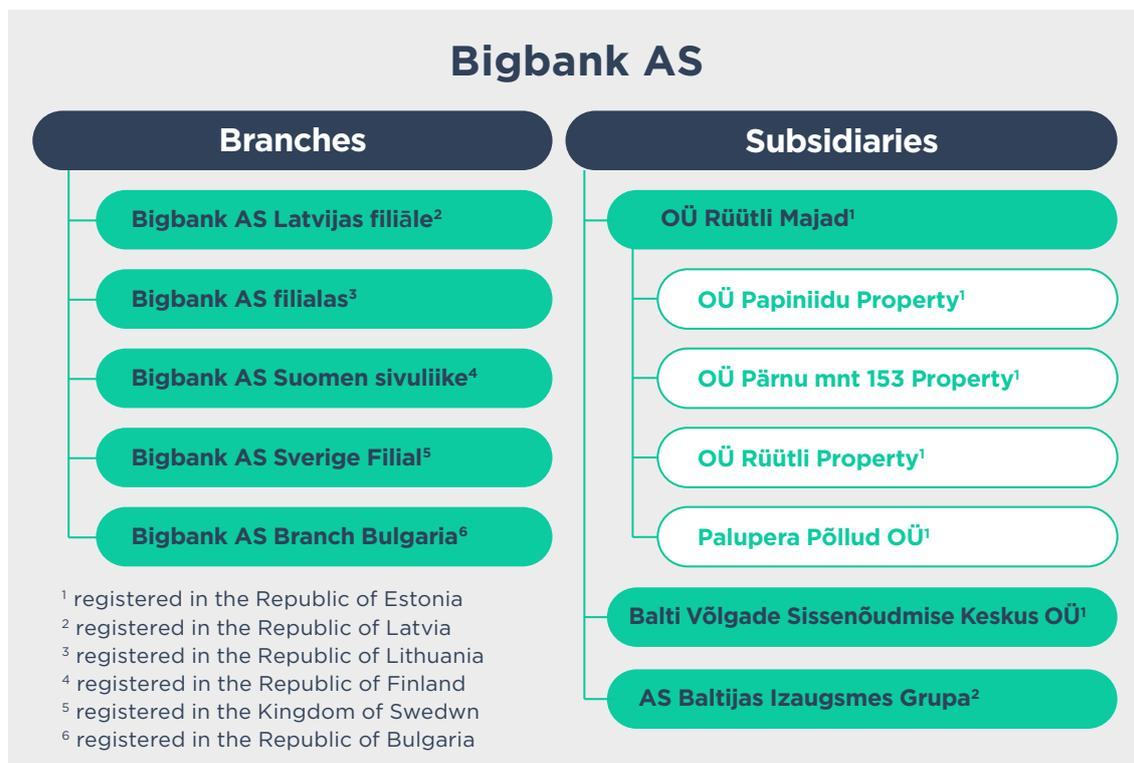 Bigbank AS
Branches
Bigbank AS Latvijas filiāle²
Bigbank AS filialas³
Bigbank AS Suomen sivuliike⁴
Bigbank AS Sverige Filial⁵
Bigbank AS Branch Bulgaria⁶
¹ registered in the Republic of Estonia
² registered in the Republic of Latvia
³ registered in the Republic of Lithuania
⁴ registered in the Republic of Finland
⁵ registered in the Kingdom of Swedwn
⁶ registered in the Republic of Bulgaria
Subsidiaries
OÜ Rüütli Majad¹
OÜ Papiniidu Property¹
OÜ Pärnu mnt 153 Property¹
OÜ Rüütli Property¹
Palupera Põllud OÜ¹
Balti Võlgade Sissenõudmise Keskus OÜ¹
AS Baltijas Izaugsmes Grupa²